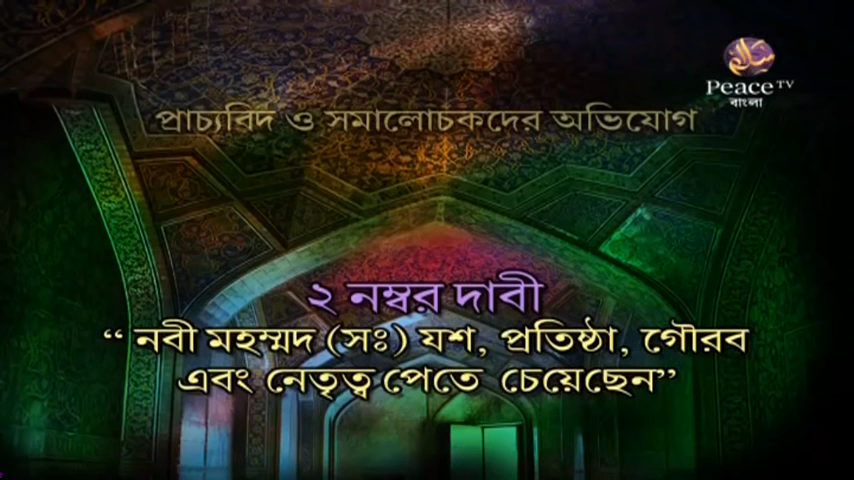 Peace TV
বাংলা
প্রাচ্যবিদ ও সমালোচকদের অভিযোগ
২ নম্বর দাবী
“ নবী মহম্মদ (সঃ) যশ, প্রতিষ্ঠা, গৌরব
এবং নেতৃত্ব পেতে চেয়েছেন”